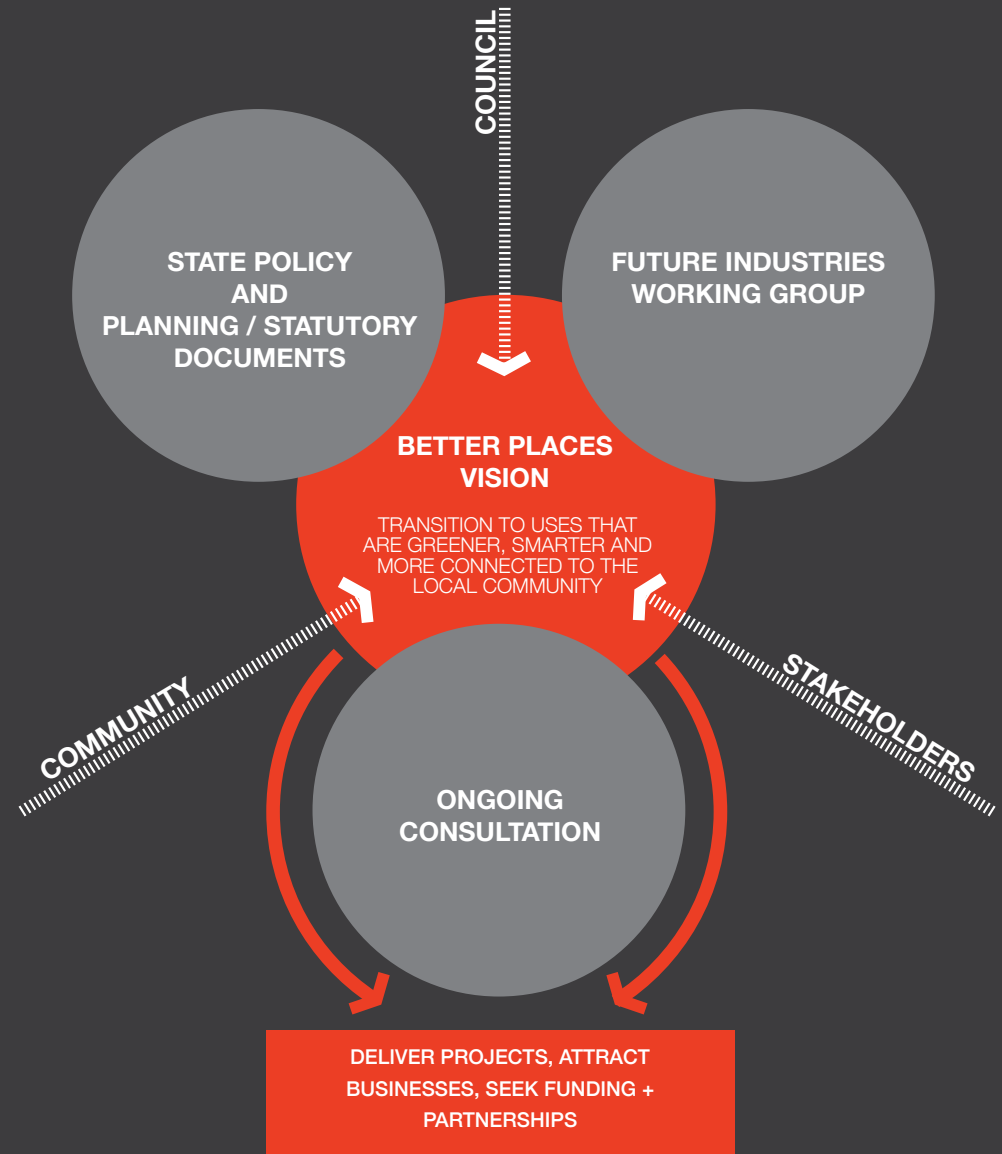 COUNCIL
STATE POLICY
AND
PLANNING / STATUTORY
DOCUMENTS
FUTURE INDUSTRIES
WORKING GROUP
BETTER PLACES
VISION
TRANSITION TO USES THAT
ARE GREENER, SMARTER AND
MORE CONNECTED TO THE
LOCAL COMMUNITY
COMMUNITY
STAKEHOLDERS
ONGOING
CONSULTATION
DELIVER PROJECTS, ATTRACT
BUSINESSES, SEEK FUNDING +
PARTNERSHIPS